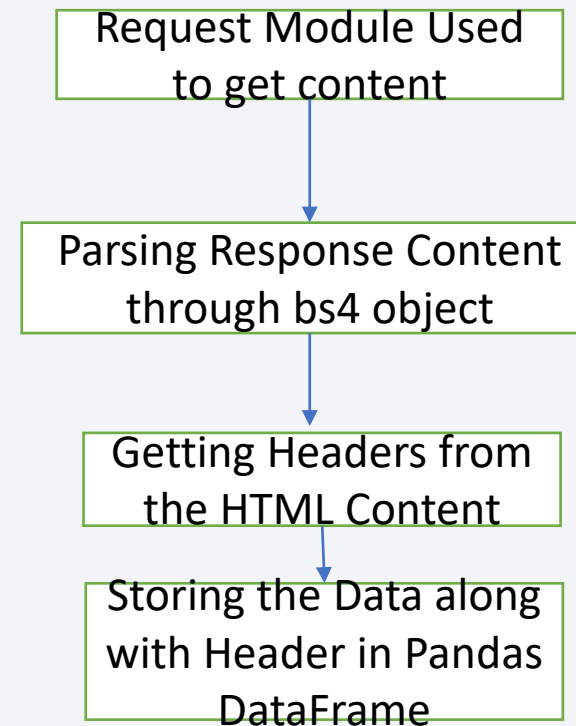 Request Module Used
to get content
Parsing Response Content
through bs4 object
Getting Headers from
the HTML Content
Storing the Data along
with Header in Pandas
DataFrame